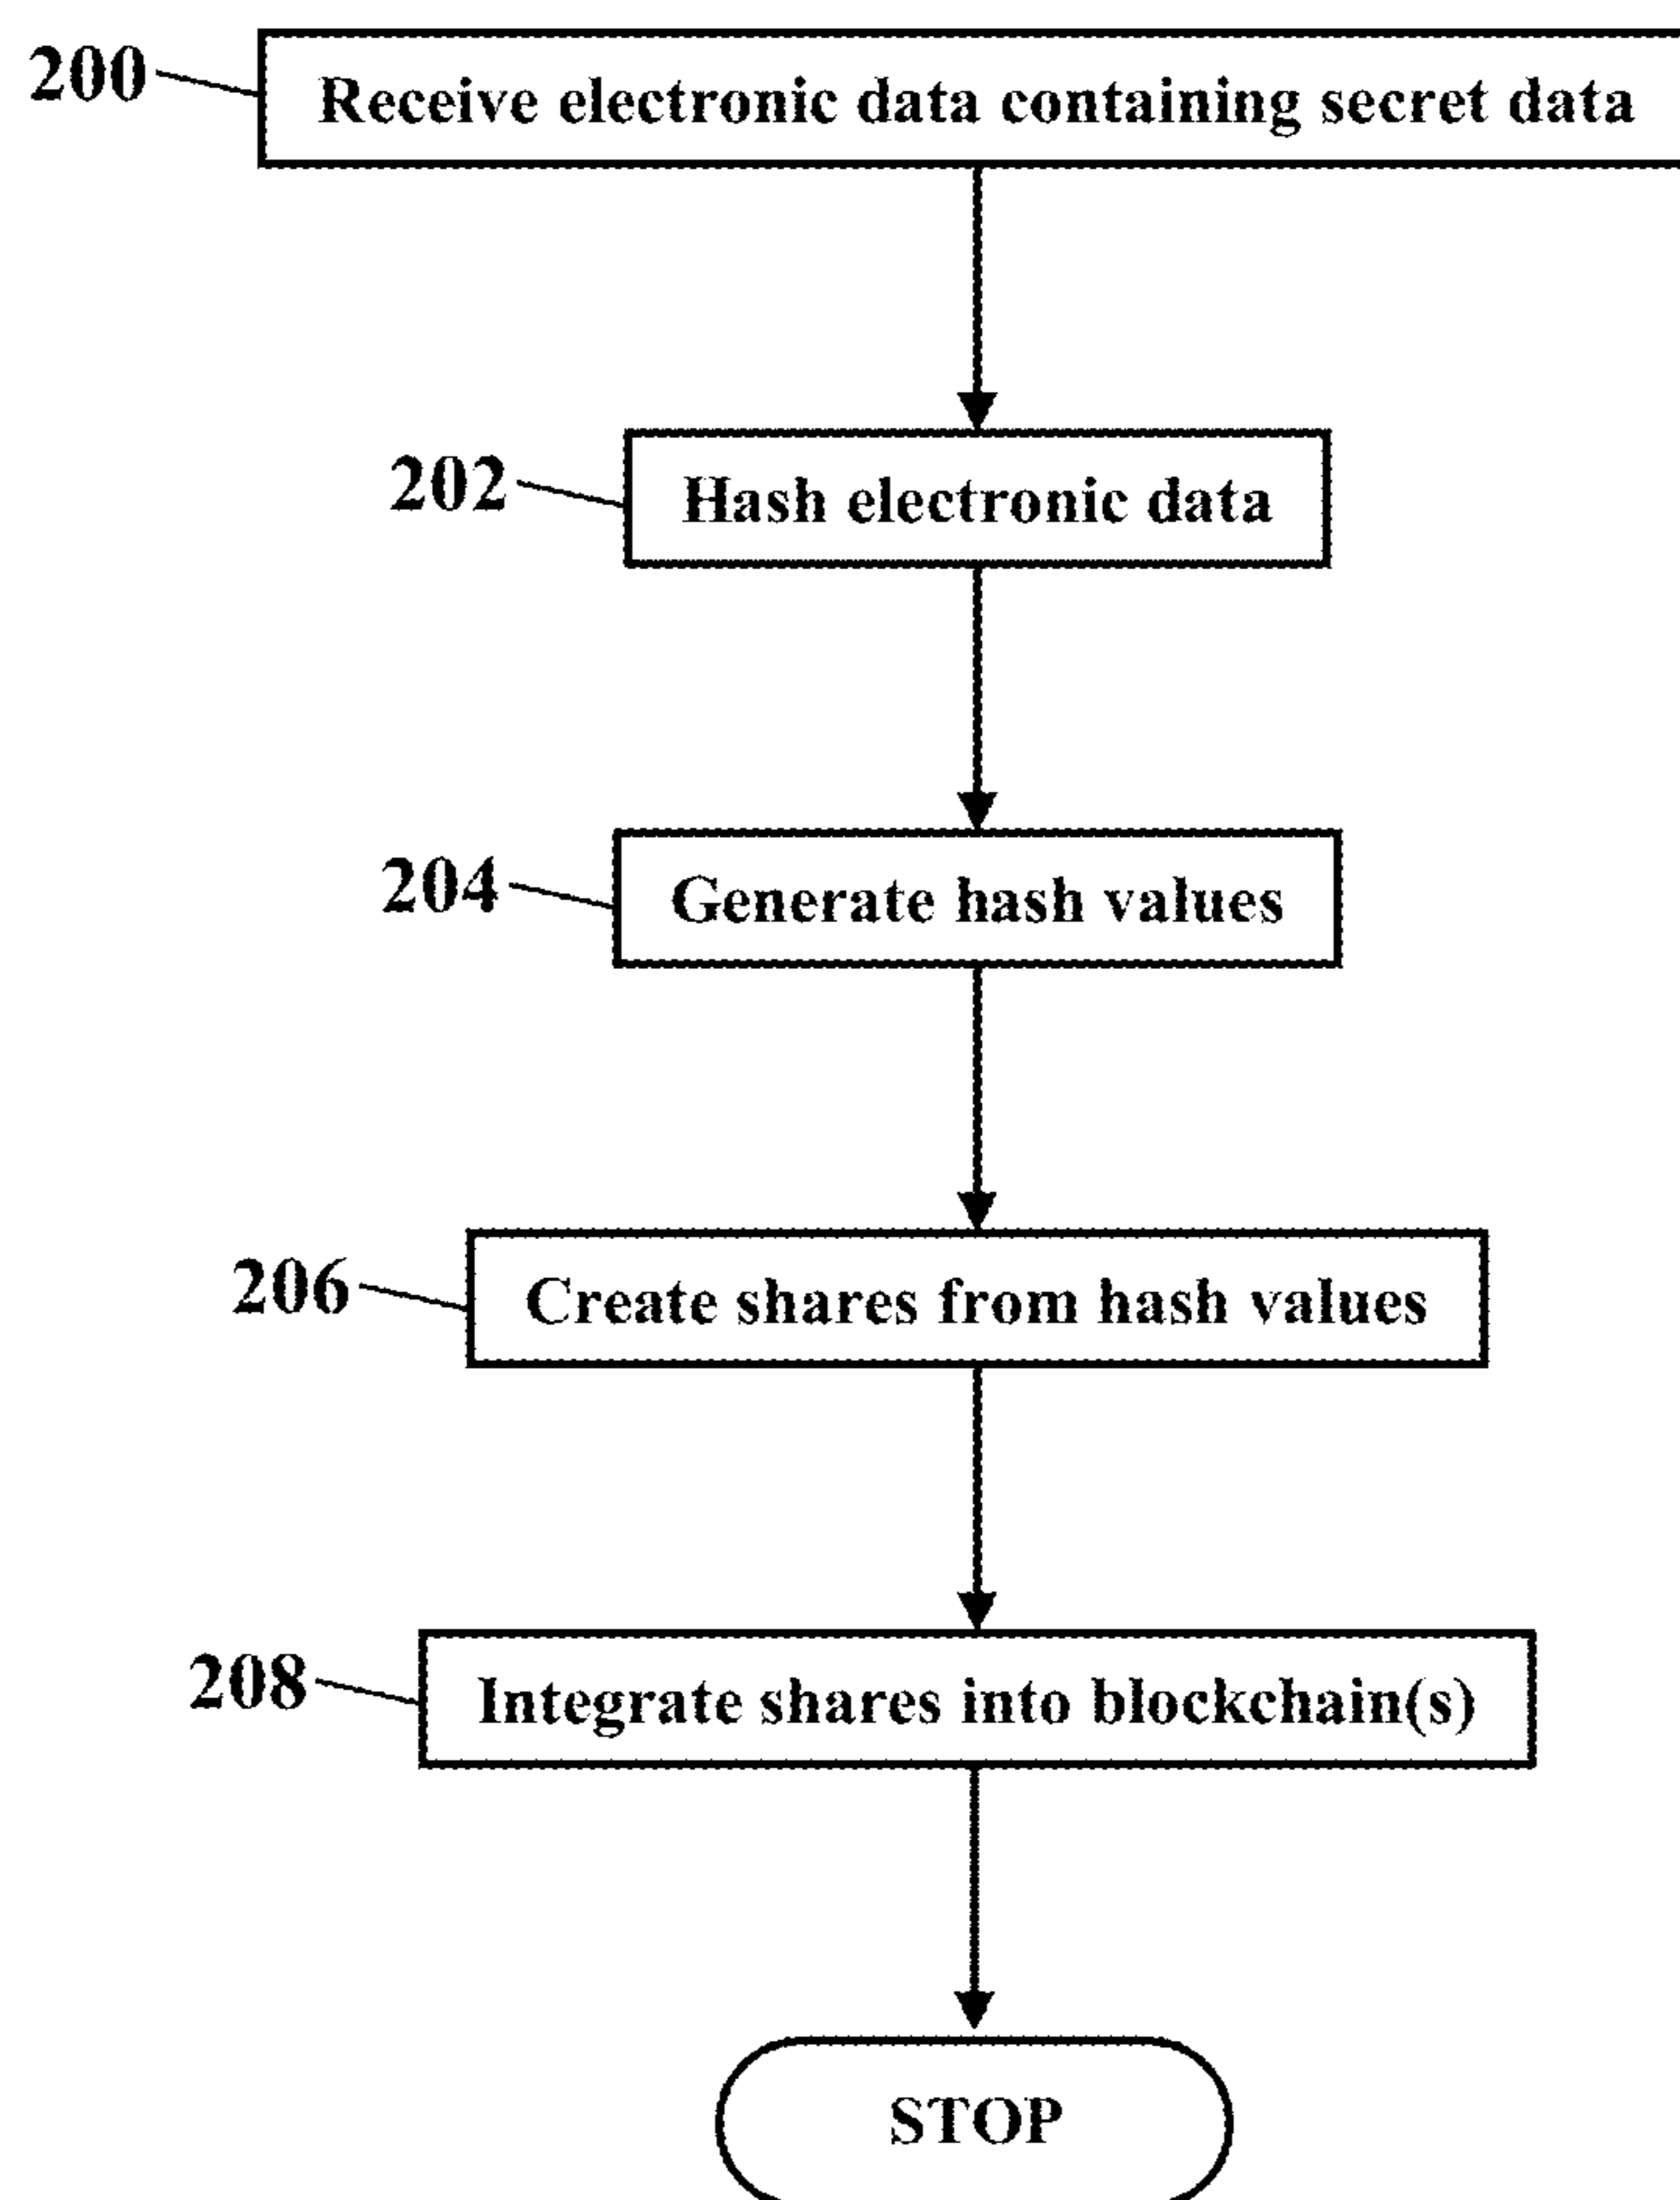 200 Receive electronic data containing secret data
202 Hash electronic data
204 Generate hash values
206 Create shares from hash values
208 Integrate shares into blockchain(s)
STOP